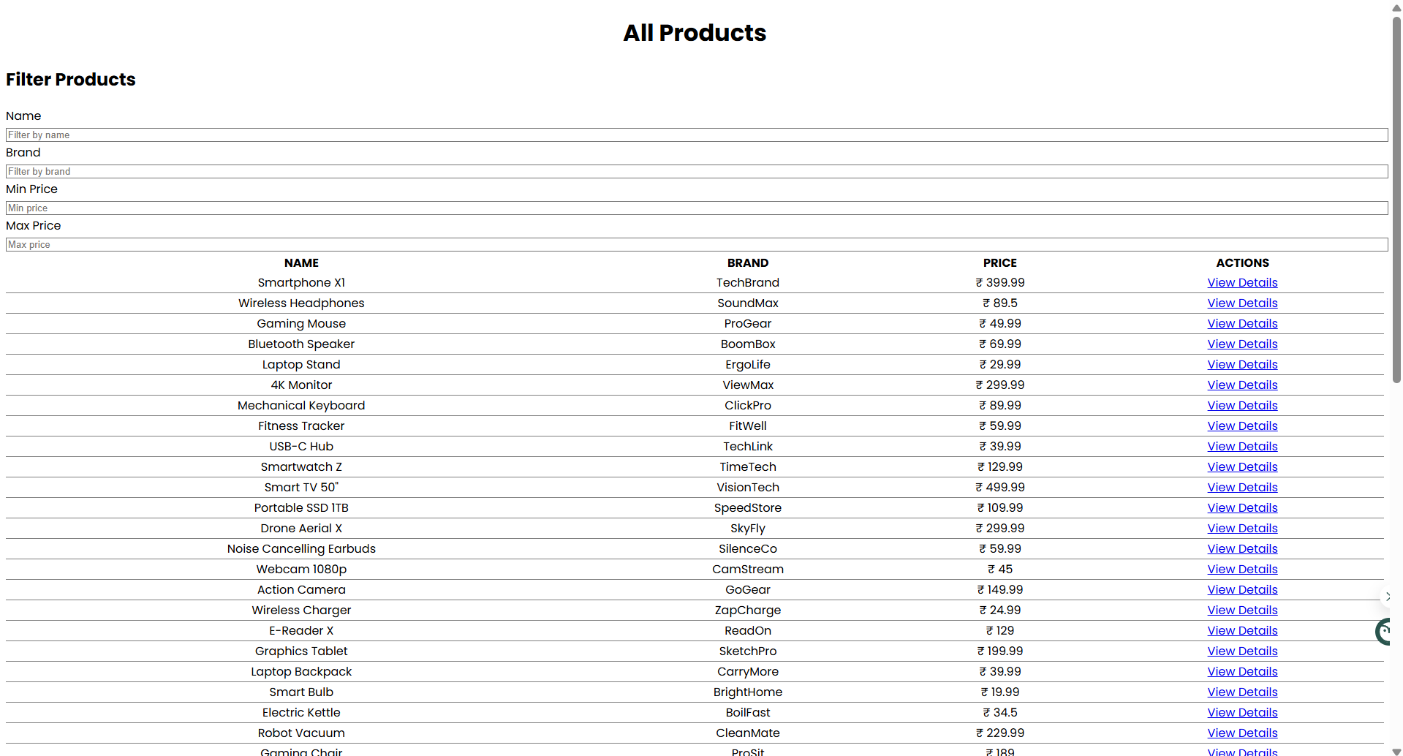 All Products
Filter Products
Name
Filter by name
Brand
Filter by brand
Min Price
Min price
Max Price
Max price
NAME BRAND PRICE ACTIONS
Smartphone X1 TechBrand ₹ 399.99 View Details
Wireless Headphones SoundMax ₹ 89.5 View Details
Gaming Mouse ProGear ₹ 49.99 View Details
Bluetooth Speaker BoomBox ₹ 69.99 View Details
Laptop Stand ErgoLife ₹ 29.99 View Details
4K Monitor ViewMax ₹ 299.99 View Details
Mechanical Keyboard ClickPro ₹ 89.99 View Details
Fitness Tracker FitWell ₹ 59.99 View Details
USB-C Hub TechLink ₹ 39.99 View Details
Smartwatch Z TimeTech ₹ 129.99 View Details
Smart TV 50" VisionTech ₹ 499.99 View Details
Portable SSD 1TB SpeedStore ₹ 109.99 View Details
Drone Aerial X SkyFly ₹ 299.99 View Details
Noise Cancelling Earbuds SilenceCo ₹ 59.99 View Details
Webcam 1080p CamStream ₹ 45 View Details
Action Camera GoGear ₹ 149.99 View Details
Wireless Charger ZapCharge ₹ 24.99 View Details
E-Reader X ReadOn ₹ 129 View Details
Graphics Tablet SketchPro ₹ 199.99 View Details
Laptop Backpack CarryMore ₹ 39.99 View Details
Smart Bulb BrightHome ₹ 19.99 View Details
Electric Kettle BoilFast ₹ 34.5 View Details
Robot Vacuum CleanMate ₹ 229.99 View Details
Gaming Chair ProSit ₹ 189 View Details